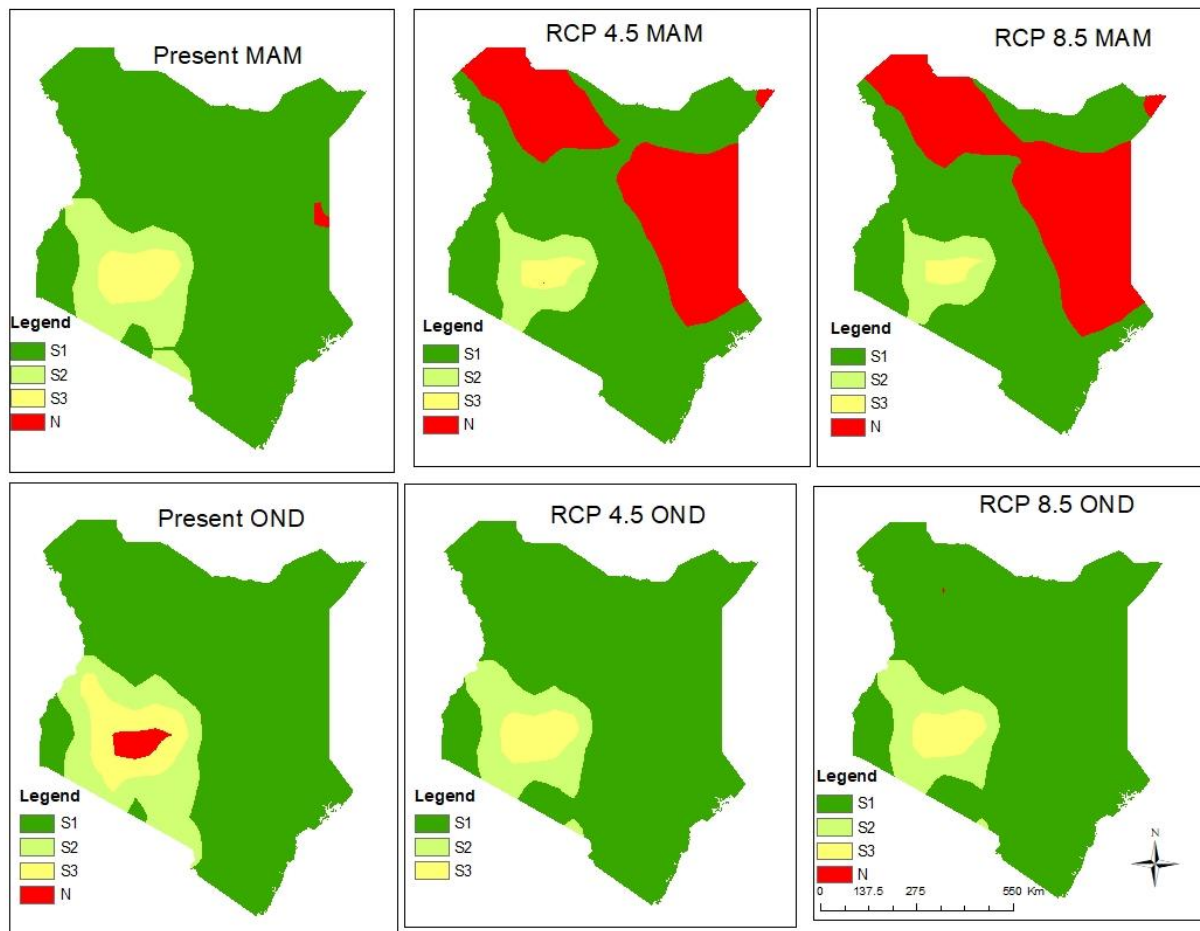 Present MAM
Legend
S1
S2
S3
N
RCP 4.5 MAM
Legend
S1
S2
S3
N
RCP 8.5 MAM
Legend
S1
S2
S3
N
Present OND
Legend
S1
S2
S3
N
RCP 4.5 OND
Legend
S1
S2
S3
RCP 8.5 OND
Legend
S1
S2
S3
N
0 137.5 275 550 Km
N